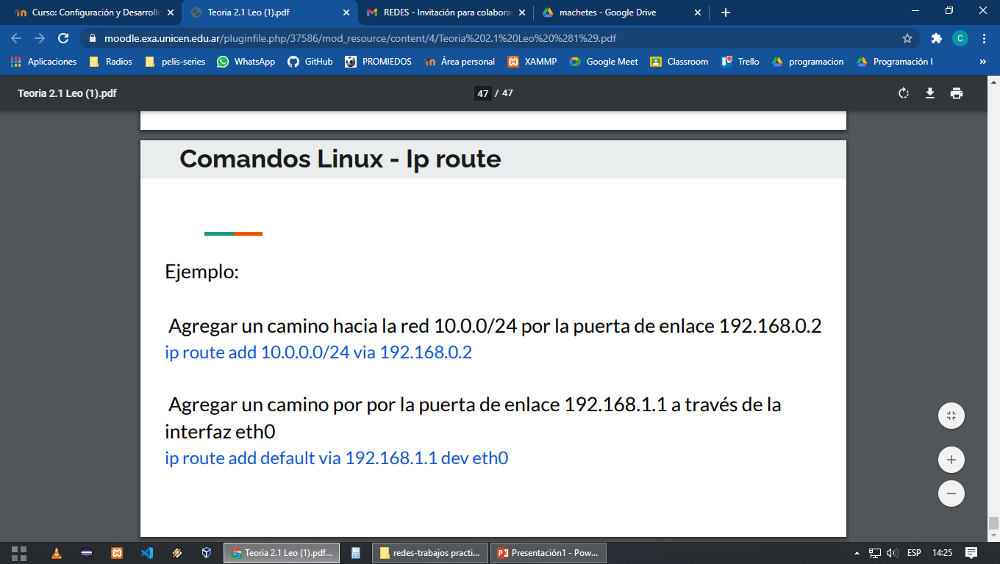 Curso: Configuración y Desarroll
Teoria 2.1 Leo (1).pdf
REDES - Invitación para colabora
machetes - Google Drive
moodle.exa.unicen.edu.ar/pluginfile.php/37586/mod_resource/content/4/Teoria%202.1%20Leo%20%281%29.pdf
C
Aplicaciones
Radios
pelis-series
WhatsApp
GitHub
PROMIEDOS
Área personal
XAMMP
Google Meet
Classroom
Trello
programacion
Programación I
»
Teoria 2.1 Leo (1).pdf
47 / 47
Comandos Linux - Ip route
Ejemplo:
Agregar un camino hacia la red 10.0.0/24 por la puerta de enlace 192.168.0.2
ip route add 10.0.0.0/24 via 192.168.0.2
Agregar un camino por por la puerta de enlace 192.168.1.1 a través de la
interfaz eth0
ip route add default via 192.168.1.1 dev eth0
Teoria 2.1 Leo (1).pdf...
redes-trabajos practi...
Presentación1 - Pow...
ESP
14:25